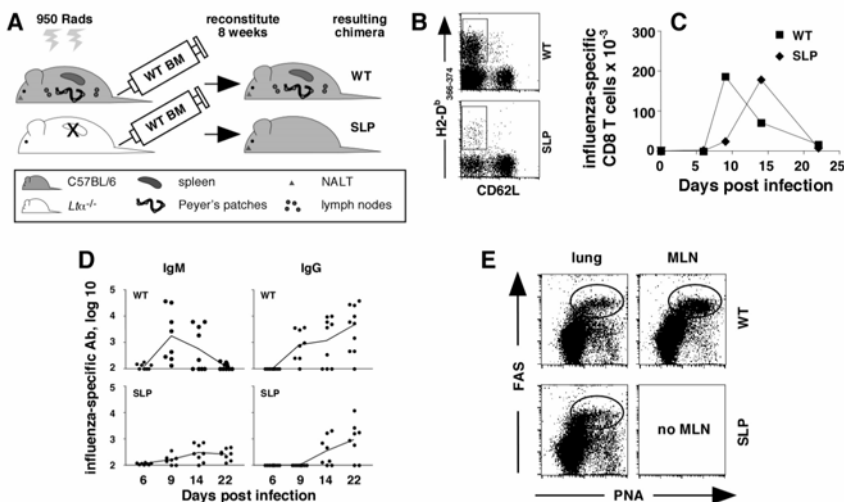 A
950 Rads
reconstitute
8 weeks
resulting
chimera
WT BM
WT
WT BM
X
SLP
C57BL/6
spleen
NALT
Ltα-/-
Peyer's patches
lymph nodes
B
H2-Db 366-374
WT
SLP
CD62L
C
influenza-specific
CD8 T cells x 10-3
300
200
100
0
WT
SLP
0 5 10 15 20 25
Days post infection
D
IgM IgG
influenza-specific Ab, log 10
5
4
3
2
WT WT
5
4
3
2
SLP SLP
6 9 14 22 6 9 14 22
Days post infection
E
lung MLN
FAS
WT
no MLN
SLP
PNA